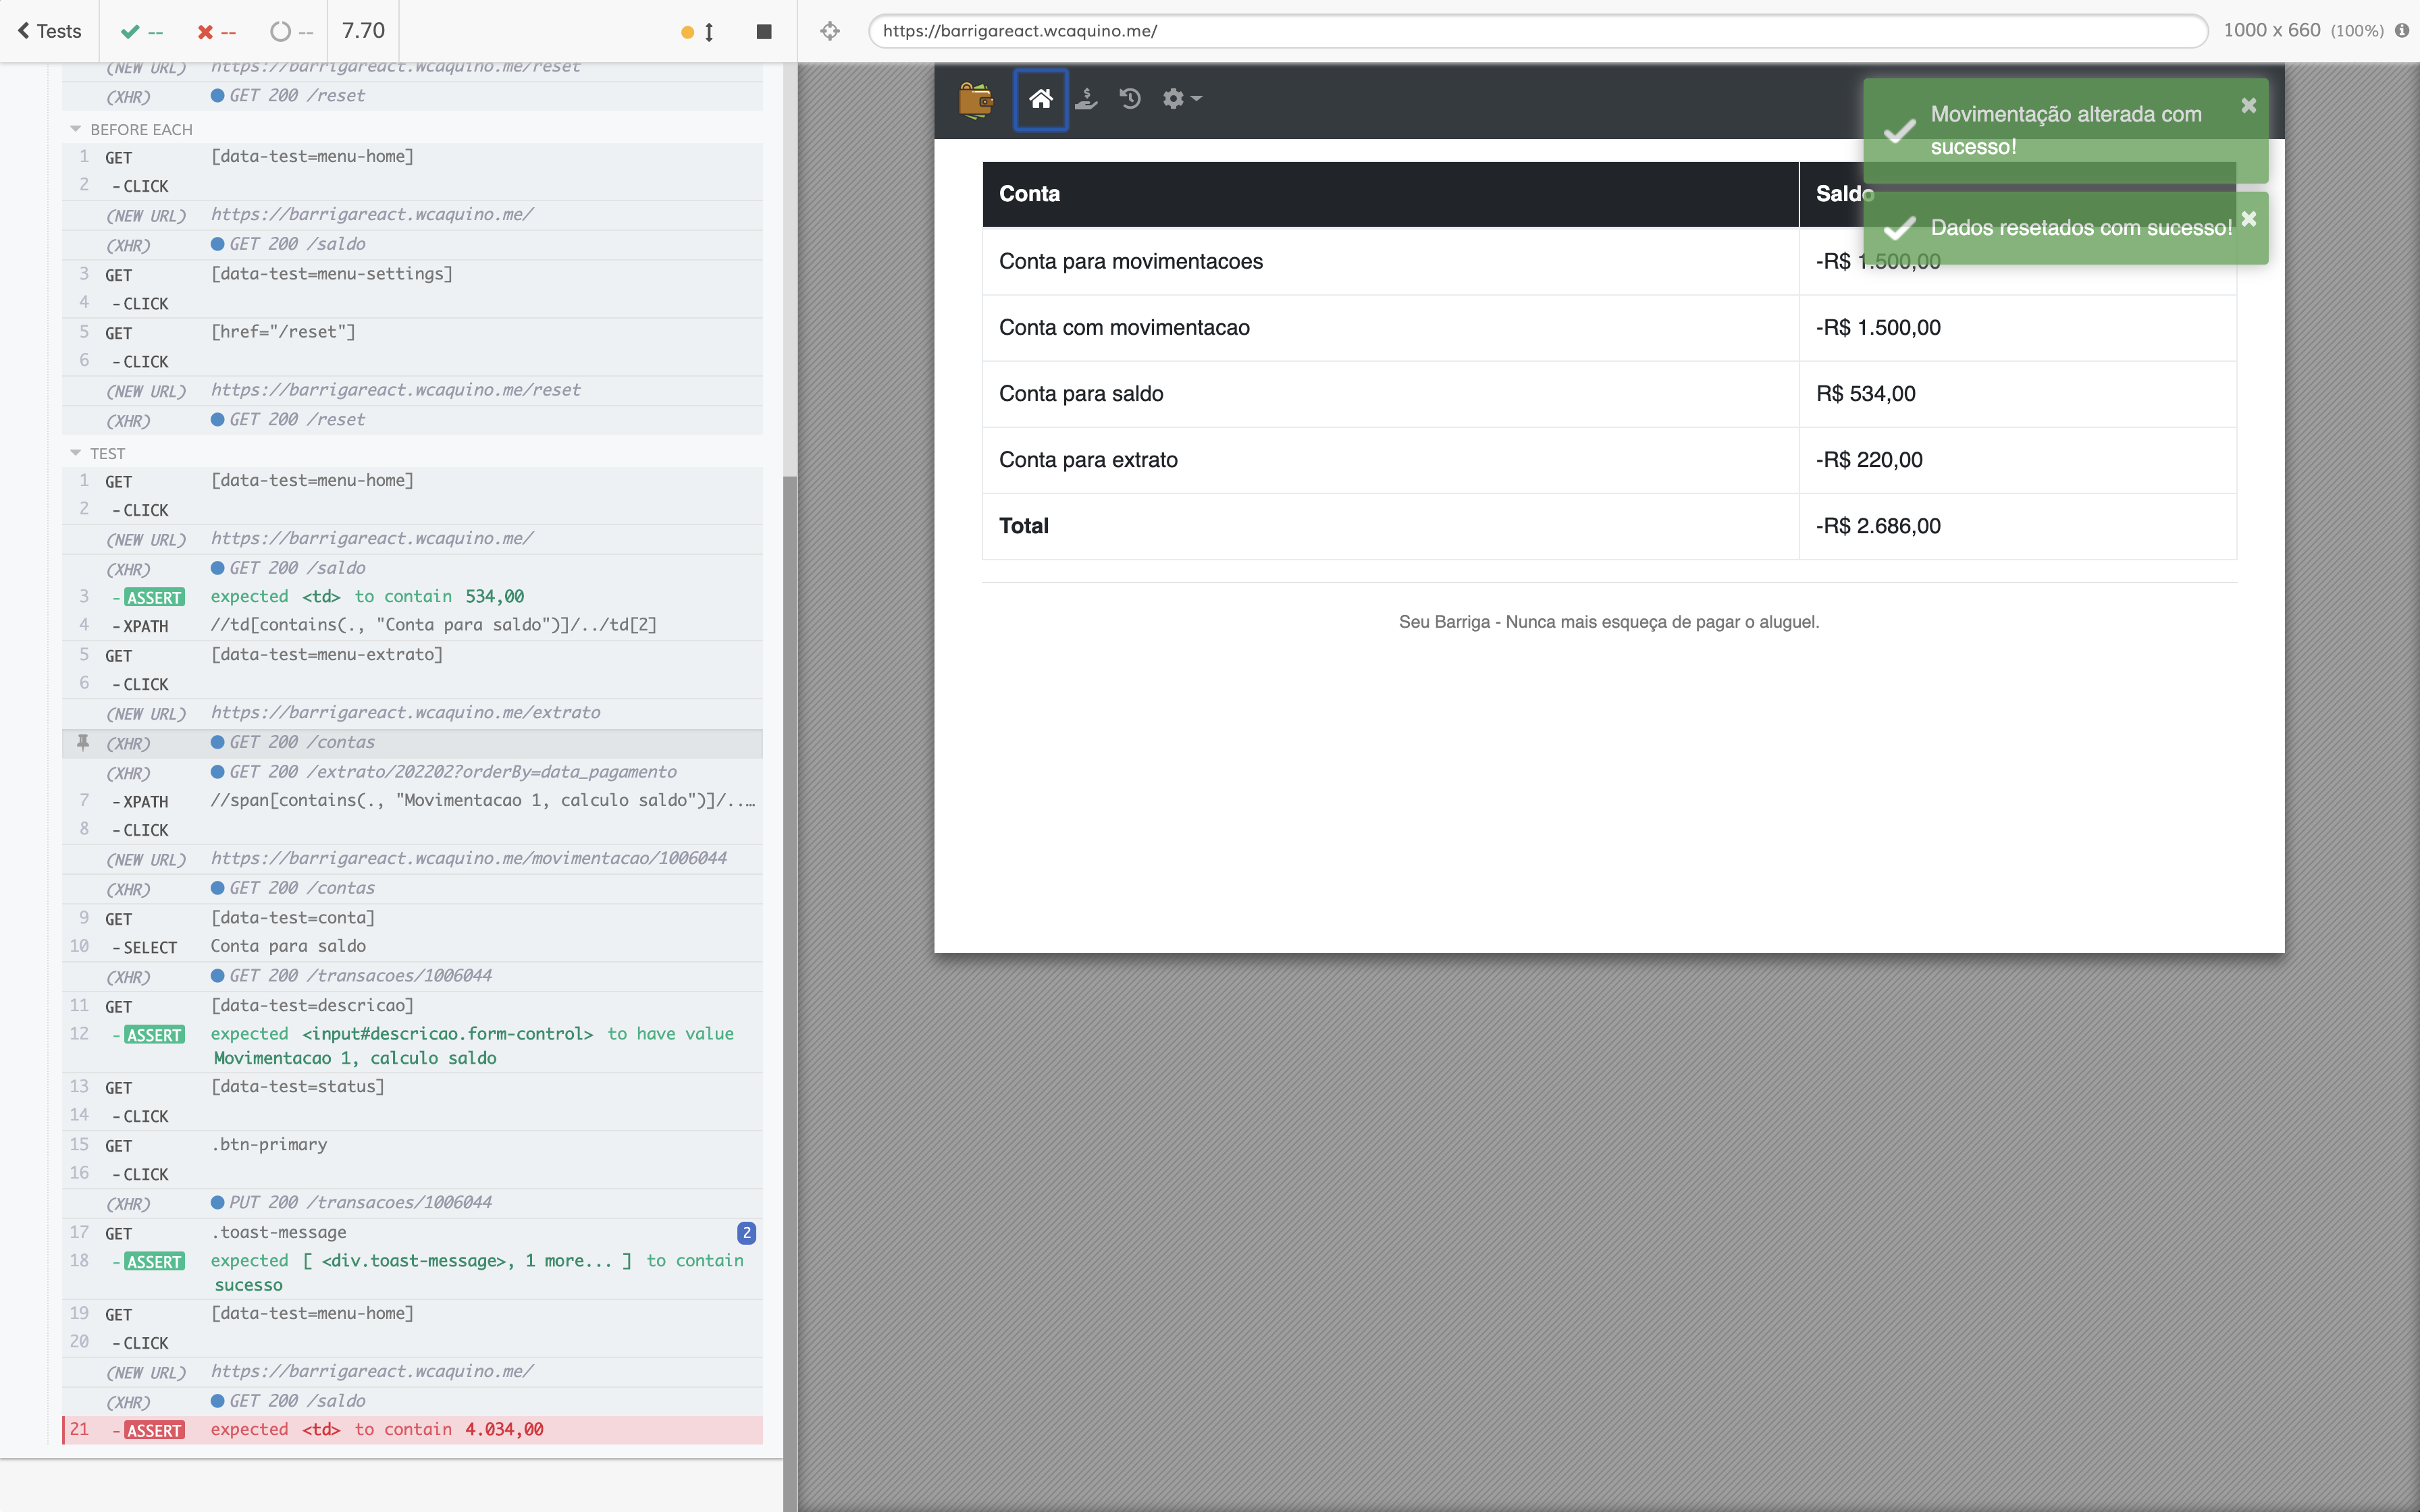 Tests
--
--
--
7.70
https://barrigareact.wcaquino.me/
1000 x 660 (100%)
(NEW URL) https://barrigareact.wcaquino.me/reset
(XHR) GET 200 /reset
BEFORE EACH
1 GET [data-test=menu-home]
2 -CLICK
(NEW URL) https://barrigareact.wcaquino.me/
(XHR) GET 200 /saldo
3 GET [data-test=menu-settings]
4 -CLICK
5 GET [href="/reset"]
6 -CLICK
(NEW URL) https://barrigareact.wcaquino.me/reset
(XHR) GET 200 /reset
TEST
1 GET [data-test=menu-home]
2 -CLICK
(NEW URL) https://barrigareact.wcaquino.me/
(XHR) GET 200 /saldo
3 -ASSERT expected <td> to contain 534,00
4 -XPATH //td[contains(., "Conta para saldo")]/../td[2]
5 GET [data-test=menu-extrato]
6 -CLICK
(NEW URL) https://barrigareact.wcaquino.me/extrato
(XHR) GET 200 /contas
(XHR) GET 200 /extrato/202202?orderBy=data_pagamento
7 -XPATH //span[contains(., "Movimentacao 1, calculo saldo")]/..…
8 -CLICK
(NEW URL) https://barrigareact.wcaquino.me/movimentacao/1006044
(XHR) GET 200 /contas
9 GET [data-test=conta]
10 -SELECT Conta para saldo
(XHR) GET 200 /transacoes/1006044
11 GET [data-test=descricao]
12 -ASSERT expected <input#descricao.form-control> to have value
Movimentacao 1, calculo saldo
13 GET [data-test=status]
14 -CLICK
15 GET .btn-primary
16 -CLICK
(XHR) PUT 200 /transacoes/1006044
17 GET .toast-message 2
18 -ASSERT expected [ <div.toast-message>, 1 more... ] to contain
sucesso
19 GET [data-test=menu-home]
20 -CLICK
(NEW URL) https://barrigareact.wcaquino.me/
(XHR) GET 200 /saldo
21 -ASSERT expected <td> to contain 4.034,00
Movimentação alterada com
sucesso!
Dados resetados com sucesso!
Conta Saldo
Conta para movimentacoes -R$ 1.500,00
Conta com movimentacao -R$ 1.500,00
Conta para saldo R$ 534,00
Conta para extrato -R$ 220,00
Total -R$ 2.686,00
Seu Barriga - Nunca mais esqueça de pagar o aluguel.